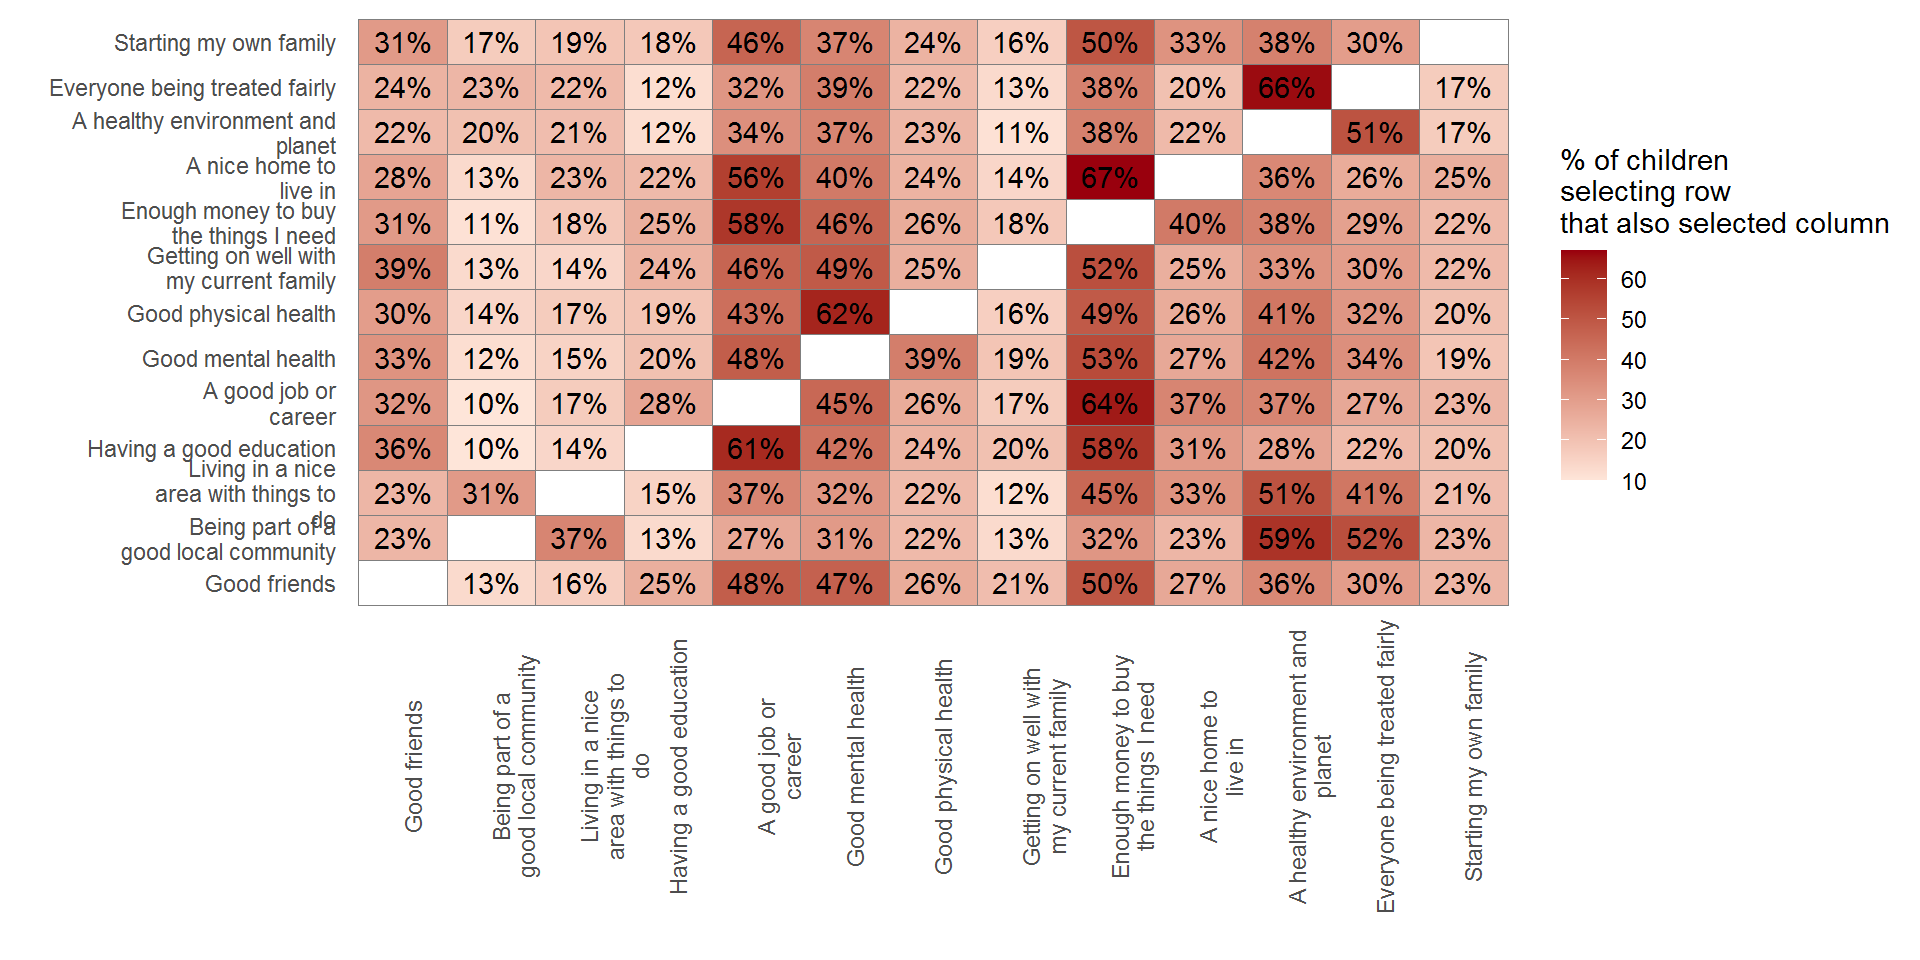 Starting my own family 31% 17% 19% 18% 46% 37% 24% 16% 50% 33% 38% 30%
Everyone being treated fairly 24% 23% 22% 12% 32% 39% 22% 13% 38% 20% 66% 17%
A healthy environment and
planet 22% 20% 21% 12% 34% 37% 23% 11% 38% 22% 51% 17%
A nice home to
live in 28% 13% 23% 22% 56% 40% 24% 14% 67% 36% 26% 25%
Enough money to buy
the things I need 31% 11% 18% 25% 58% 46% 26% 18% 40% 38% 29% 22%
Getting on well with
my current family 39% 13% 14% 24% 46% 49% 25% 52% 25% 33% 30% 22%
Good physical health 30% 14% 17% 19% 43% 62% 16% 49% 26% 41% 32% 20%
Good mental health 33% 12% 15% 20% 48% 39% 19% 53% 27% 42% 34% 19%
A good job or
career 32% 10% 17% 28% 45% 26% 17% 64% 37% 37% 27% 23%
Having a good education 36% 10% 14% 61% 42% 24% 20% 58% 31% 28% 22% 20%
Living in a nice
area with things to
do 23% 31% 15% 37% 32% 22% 12% 45% 33% 51% 41% 21%
Being part of a
good local community 23% 37% 13% 27% 31% 22% 13% 32% 23% 59% 52% 23%
Good friends 13% 16% 25% 48% 47% 26% 21% 50% 27% 36% 30% 23%
Good friends
Being part of a
good local community
Living in a nice
area with things to
do
Having a good education
A good job or
career
Good mental health
Good physical health
Getting on well with
my current family
Enough money to buy
the things I need
A nice home to
live in
A healthy environment and
planet
Everyone being treated fairly
Starting my own family
% of children
selecting row
that also selected column
60
50
40
30
20
10